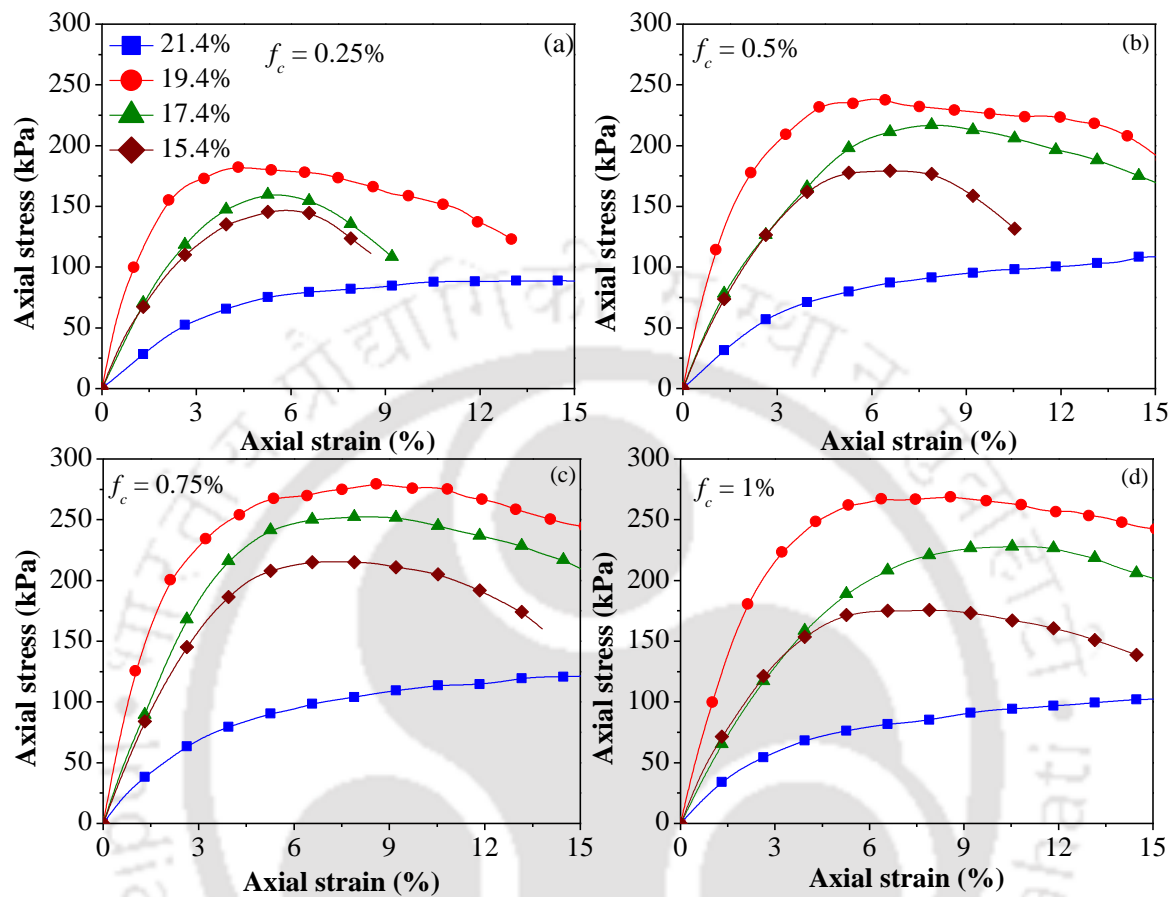 (a)
f_c = 0.25%
21.4%
19.4%
17.4%
15.4%
300
250
200
150
100
50
0
Axial stress (kPa)
0 3 6 9 12 15
Axial strain (%)
(b)
f_c = 0.5%
300
250
200
150
100
50
0
Axial stress (kPa)
0 3 6 9 12 15
Axial strain (%)
(c)
f_c = 0.75%
300
250
200
150
100
50
0
Axial stress (kPa)
0 3 6 9 12 15
Axial strain (%)
(d)
f_c = 1%
300
250
200
150
100
50
0
Axial stress (kPa)
0 3 6 9 12 15
Axial strain (%)